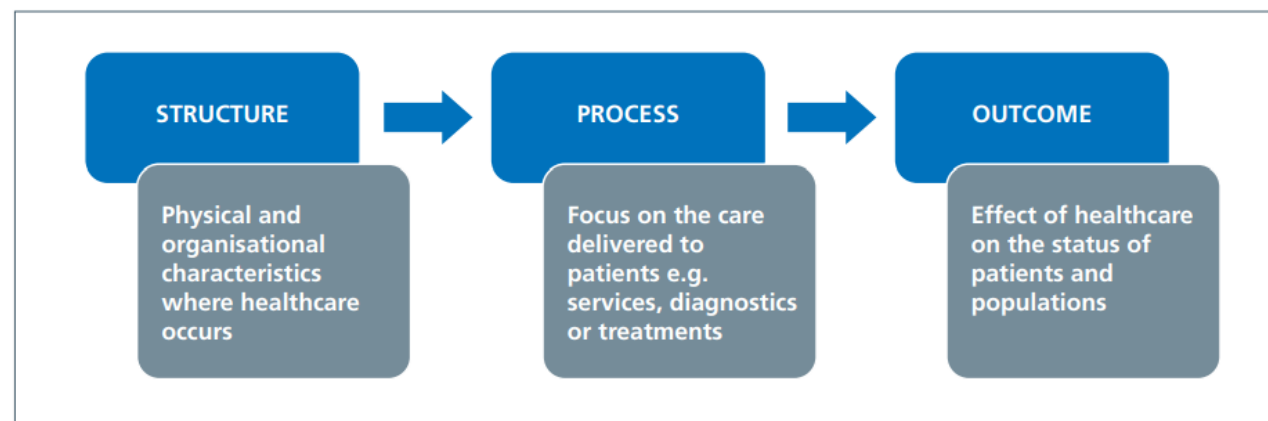 STRUCTURE
Physical and
organisational
characteristics
where healthcare
occurs
PROCESS
Focus on the care
delivered to
patients e.g.
services, diagnostics
or treatments
OUTCOME
Effect of healthcare
on the status of
patients and
populations